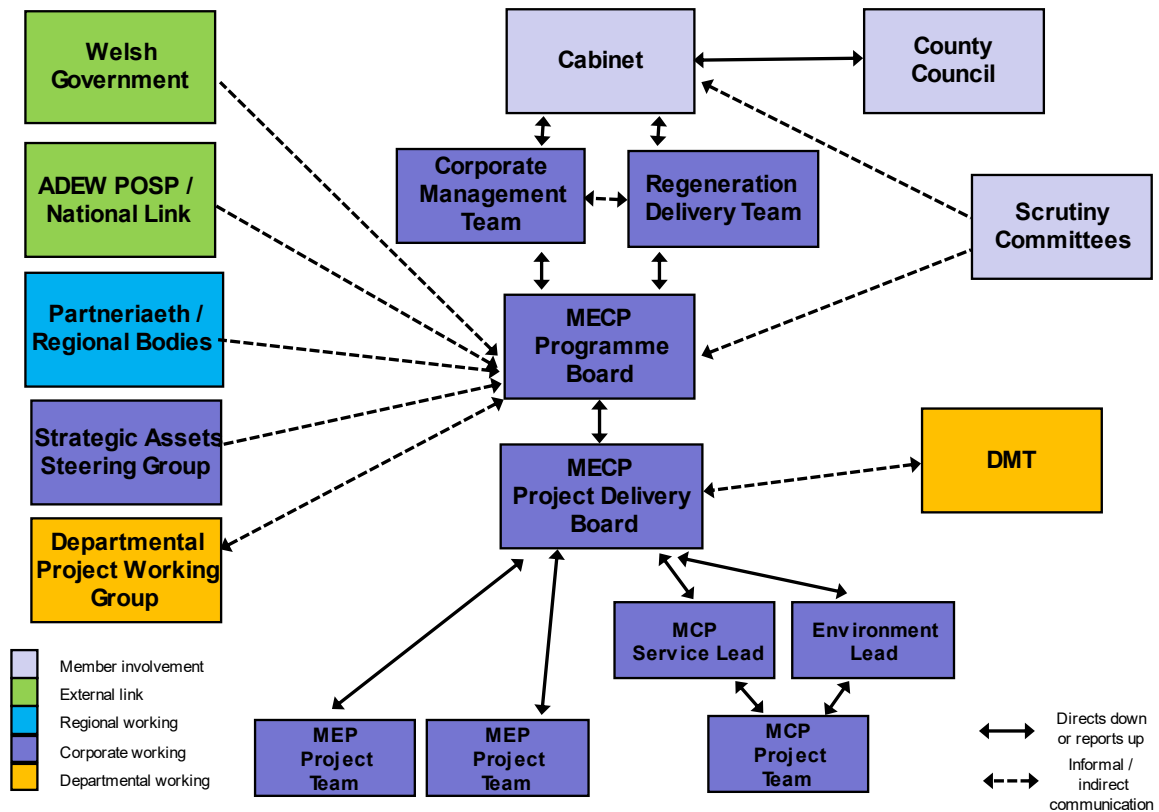 Welsh
Government
Cabinet
County
Council
ADEW POSP /
National Link
Corporate
Management
Team
Regeneration
Delivery Team
Scrutiny
Committees
Partneriaeth /
Regional Bodies
MECP
Programme
Board
Strategic Assets
Steering Group
MECP
Project Delivery
Board
DMT
Departmental
Project Working
Group
MCP
Service Lead
Environment
Lead
MEP
Project
Team
MEP
Project
Team
MCP
Project
Team
Member involvement
External link
Regional working
Corporate working
Departmental working
Directs down
or reports up
Informal /
indirect
communication